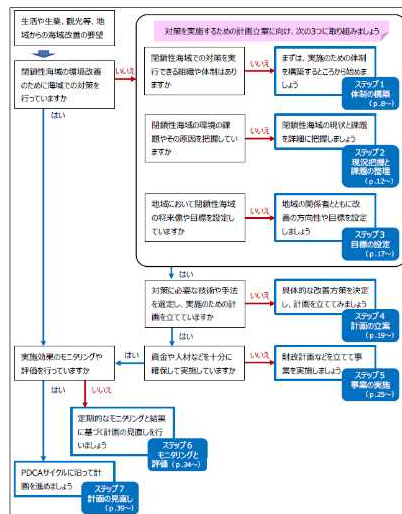 生活や生業、観光等、地
域からの海域改善の要望
対策を実施するための計画立案に向け、次の3つに取り組みましょう
閉鎖性海域の環境改善
のために海域での対策を
行っていますか
いいえ
はい
閉鎖性海域での対策を実
行できる組織や体制はあり
ますか
いいえ
まずは、実施のための体制
を構築するところから始め
ましょう
ステップ1
体制の構築
(p.8~)
閉鎖性海域の環境の課
題やその原因を把握してい
ますか
いいえ
閉鎖性海域の現状と課題
を詳細に把握しましょう
ステップ2
現況把握と
課題の整理
(p.12~)
地域において閉鎖性海域
の将来像や目標を設定し
ていますか
いいえ
地域の関係者とともに改
善の方向性や目標を設定
しましょう
ステップ3
目標の設定
(p.17~)
はい
対策に必要な技術や手法
を選定し、実施のための計
画を立てていますか
いいえ
具体的な改善方策を決定
し、計画を立ててみましょう
ステップ4
計画の立案
(p.19~)
はい
実施効果のモニタリングや
評価を行っていますか
はい
資金や人材などを十分に
確保して実施していますか
いいえ
財政計画などを立てて事
業を実施しましょう
ステップ5
事業の実施
(p.25~)
はい
いいえ
定期的なモニタリングと結果
に基づく計画の見直しを行
いましょう
ステップ6
モニタリングと
評価 (p.34~)
PDCAサイクルに沿って計
画を進めましょう
ステップ7
計画の見直し
(p.39~)